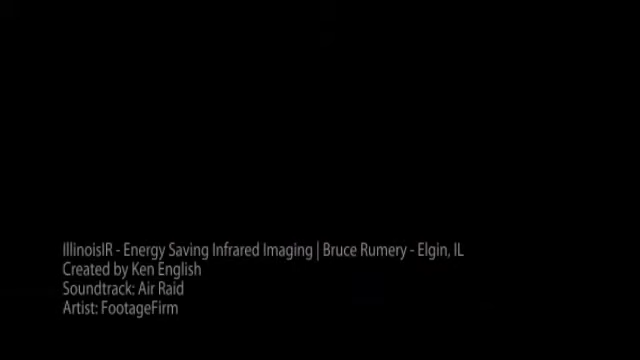 IllinoisIR - Energy Saving Infrared Imaging | Bruce Rumery - Elgin, IL
Created by Ken English
Soundtrack: Air Raid
Artist: FootageFirm